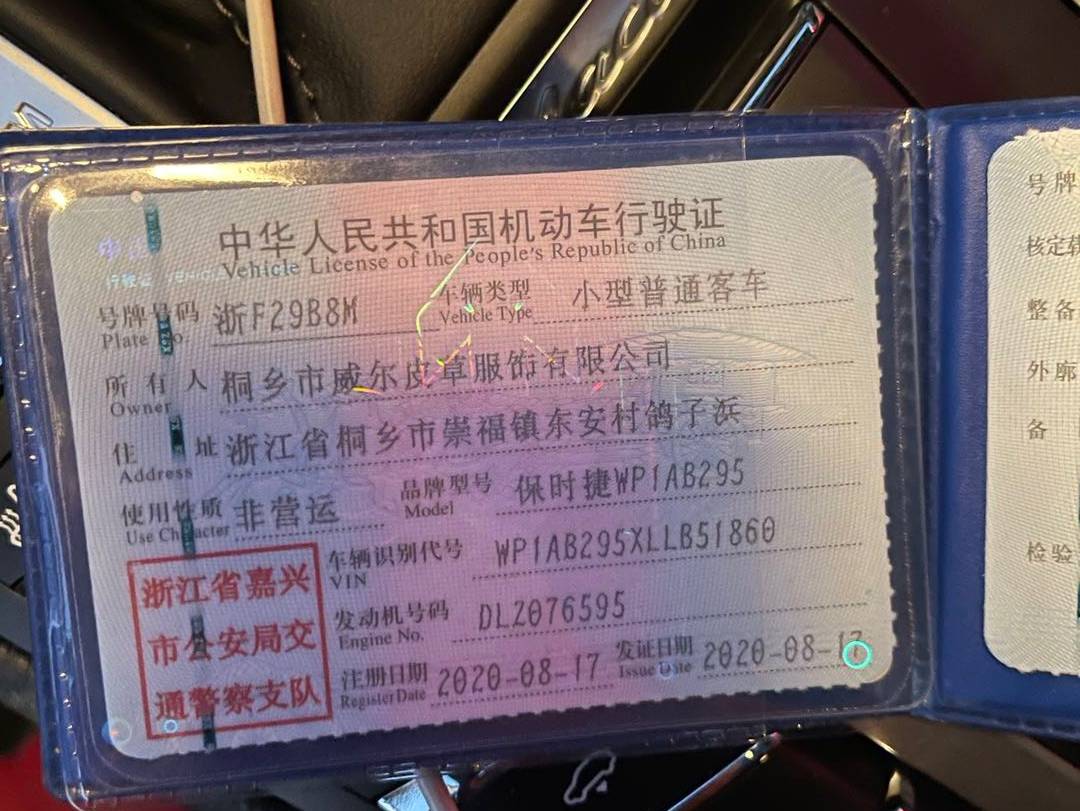 中华人民共和国机动车行驶证
Vehicle License of the People's Republic of China
号牌号码 浙F29B8M 车辆类型 小型普通客车
Plate No. Vehicle Type
所有人 桐乡市威尔皮草服饰有限公司
Owner
住址 浙江省桐乡市崇福镇东安村鸽子浜
Address
使用性质 非营运 品牌型号 保时捷WP1AB295
Use Character Model
车辆识别代号 WP1AB295XLLB51860
VIN
发动机号码 DL2076595
Engine No.
注册日期 2020-08-17 发证日期 2020-08-17
Register Date Issue Date
浙江省嘉兴
市公安局交
通警察支队
号牌
核定载
整备
外廓
备
检验